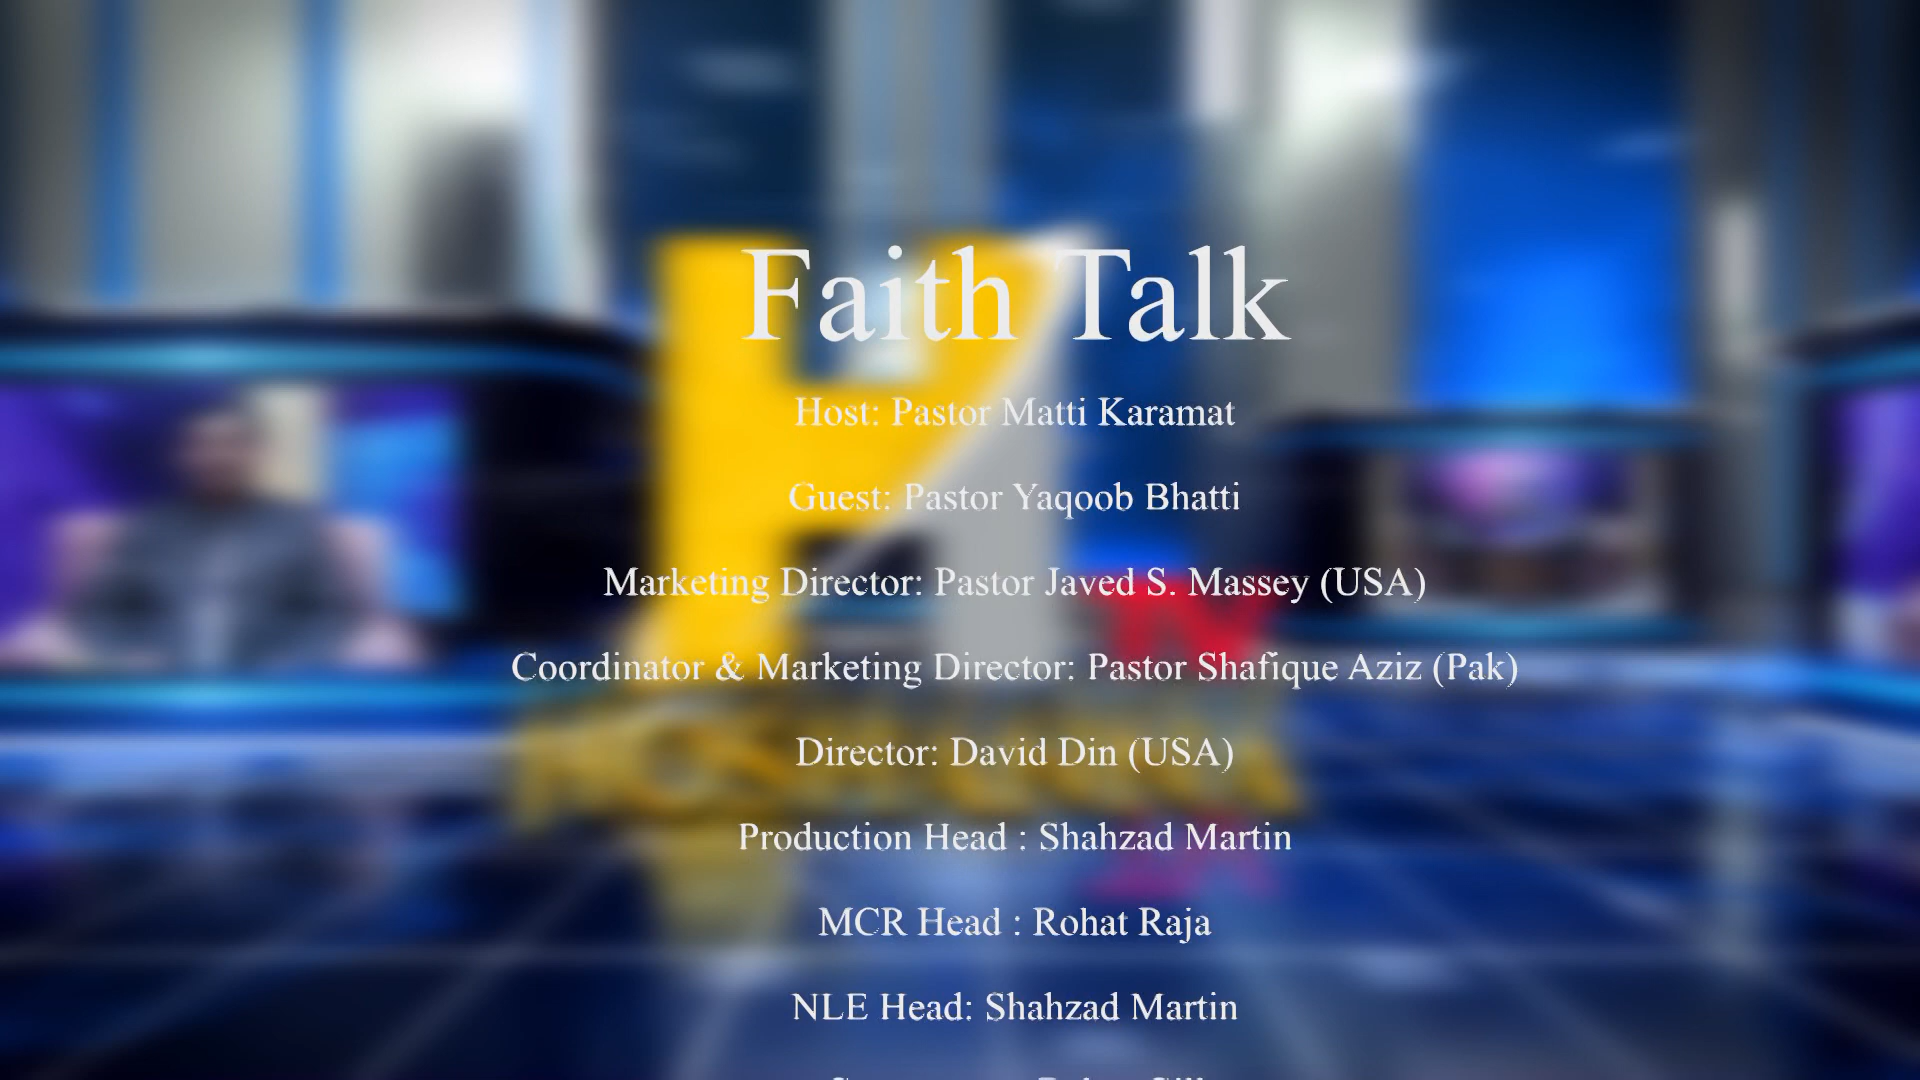 Faith Talk
Host: Pastor Matti Karamat
Guest: Pastor Yaqoob Bhatti
Marketing Director: Pastor Javed S. Massey (USA)
Coordinator & Marketing Director: Pastor Shafique Aziz (Pak)
Director: David Din (USA)
Production Head : Shahzad Martin
MCR Head : Rohat Raja
NLE Head: Shahzad Martin